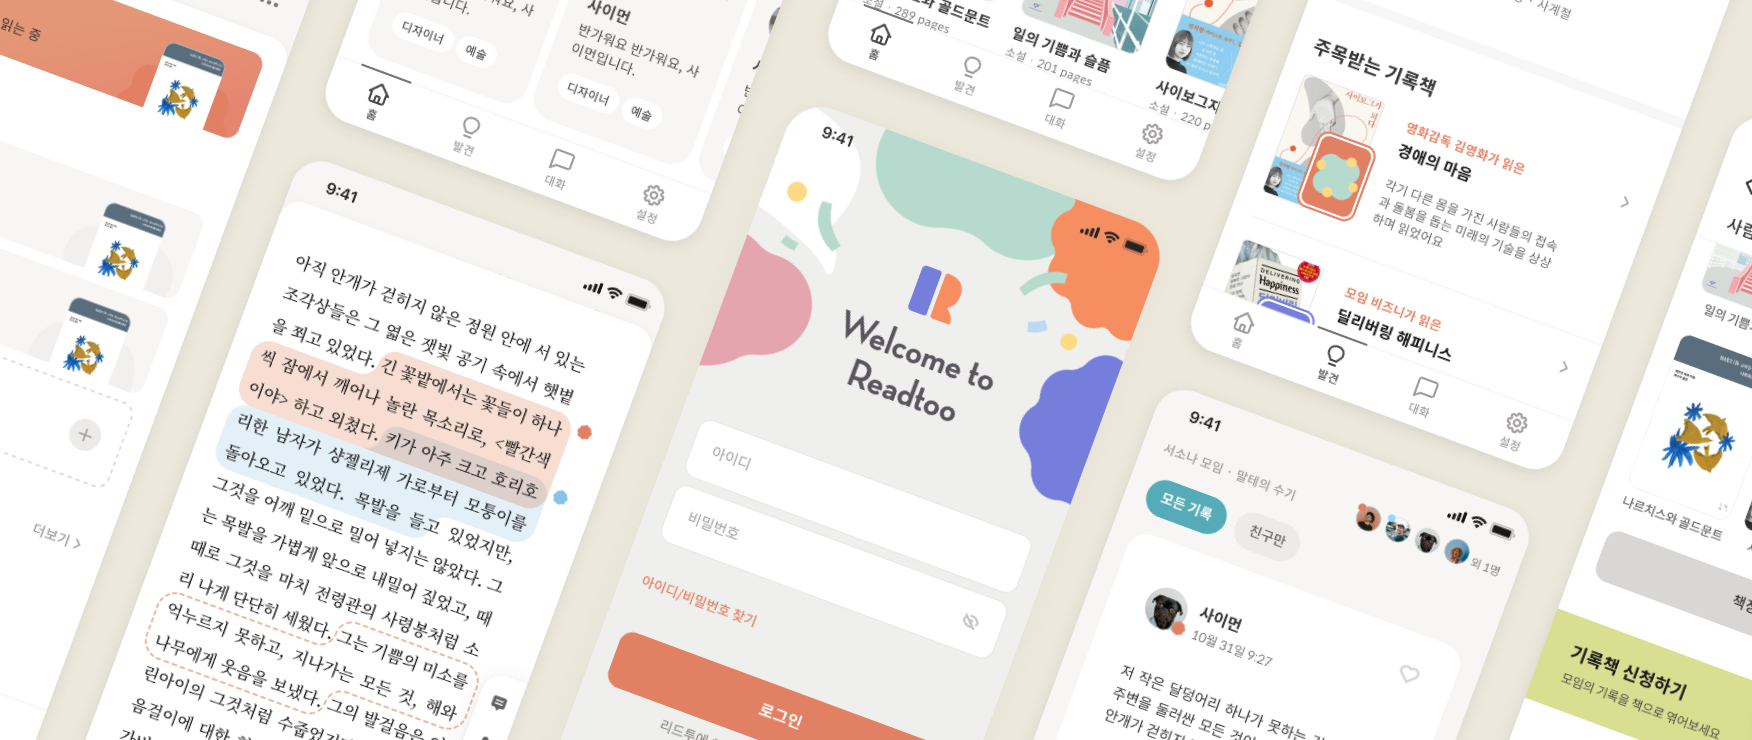 읽는 중
더보기
디자이너
예술
홈
발견
대화
설정
사이먼
반가워요 반가워요, 사
이먼입니다.
디자이너
예술
9:41
아직 안개가 걷히지 않은 정원 안에 서 있는
조각상들은 그 엷은 잿빛 공기 속에서 햇볕
을 쬐고 있었다. 긴 꽃밭에서는 꽃들이 하나
씩 잠에서 깨어나 놀란 목소리로, <빨간색
이야> 하고 외쳤다. 키가 아주 크고 호리호
리한 남자가 샹젤리제 가로부터 모퉁이를
돌아오고 있었다. 목발을 들고 있었지만,
그것을 어깨 밑으로 밀어 넣지는 않았다. 그
는 목발을 가볍게 앞으로 내밀어 짚었고, 때
때로 그것을 마치 전령관의 사령봉처럼 소
리 나게 단단히 세웠다. 그는 기쁨의 미소를
억누르지 못하고, 지나가는 모든 것, 해와
나무에게 웃음을 보냈다. 그의 발걸음은
린아이의 그것처럼 수줍었
음걸이에 대한
골드문트
소설 · 289 pages
일의 기쁨과 슬픔
소설 · 201 pages
사이보그지
소설 · 220 p
홈
발견
대화
설정
9:41
Welcome to
Readtoo
아이디
비밀번호
아이디/비밀번호 찾기
로그인
리드투에
사계절
주목받는 기록책
영화감독 김영화가 읽은
경애의 마음
각기 다른 몸을 가진 사람들의 접속
과 돌봄을 돕는 미래의 기술을 상상
하며 읽었어요
DELIVERING
Happiness
모임 비즈니가 읽은
딜리버링 해피니스
홈
발견
대화
설정
9:41
서소나 모임 · 말테의 수기
모든 기록
친구만
외 1명
사이먼
10월 31일 9:27
저 작은 달덩어리 하나가 못하는
주변을 둘러싼 모든 것이
안개가 걷히지
사람
일의 기쁨
나르치스와 골드문트
책장
기록책 신청하기
모임의 기록을 책으로 엮어보세요